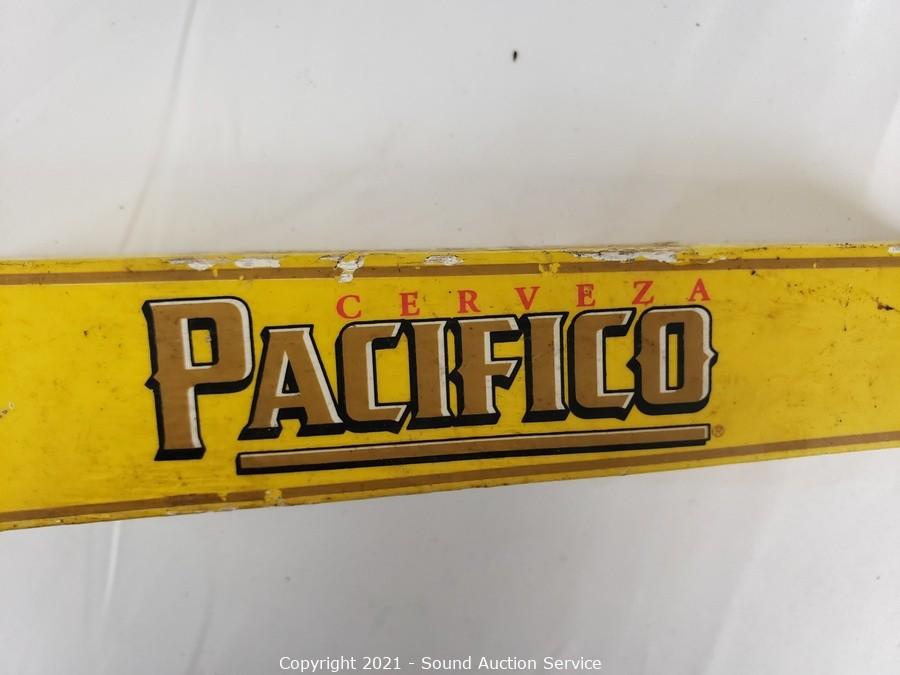 CERVEZA
PACIFICO
®
Copyright 2021 - Sound Auction Service